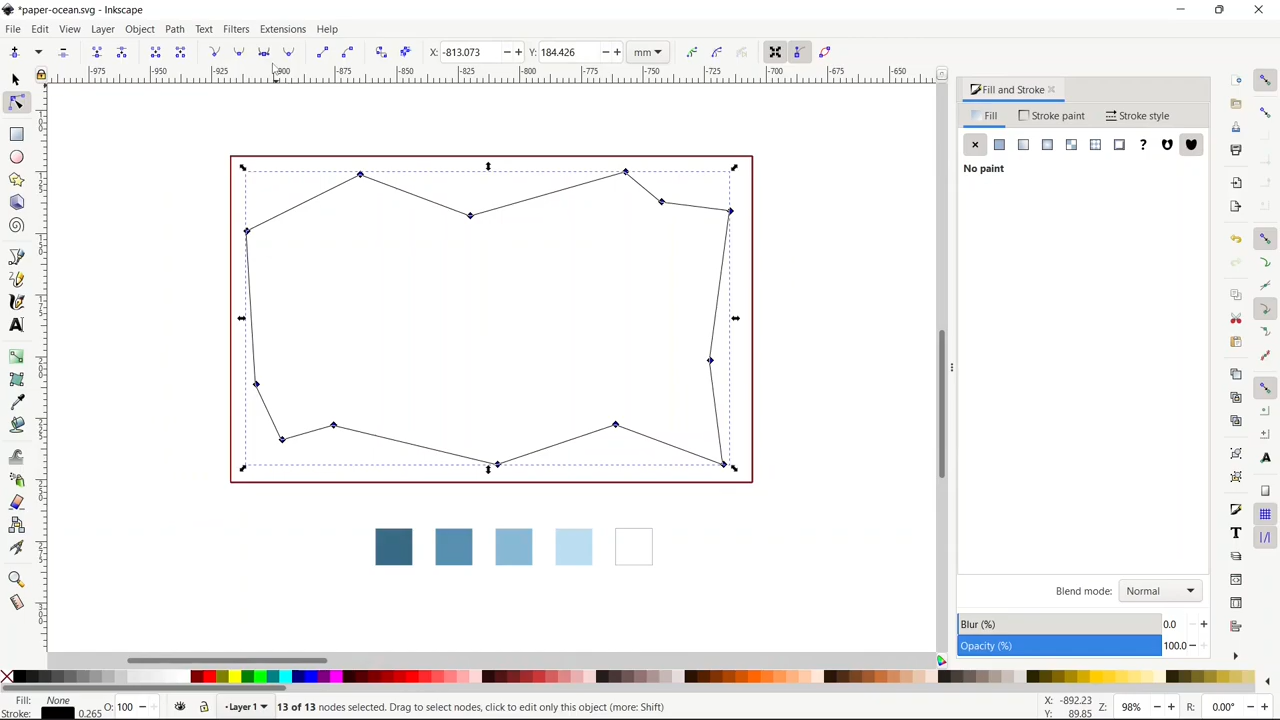 *paper-ocean.svg - Inkscape
File Edit View Layer Object Path Text Filters Extensions Help
X: -813.073 Y: 184.426 mm
-975 -950 -925 -900 -875 -850 -825 -800 -775 -750 -725 -700 -675 -650
Fill and Stroke
Fill Stroke paint Stroke style
No paint
Blend mode: Normal
Blur (%) 0.0
Opacity (%) 100.0
Fill: None
Stroke: 0.265
O: 100
Layer 1
13 of 13 nodes selected. Drag to select nodes, click to edit only this object (more: Shift)
X: -892.23
Y: 89.85
Z: 98%
R: 0.00°